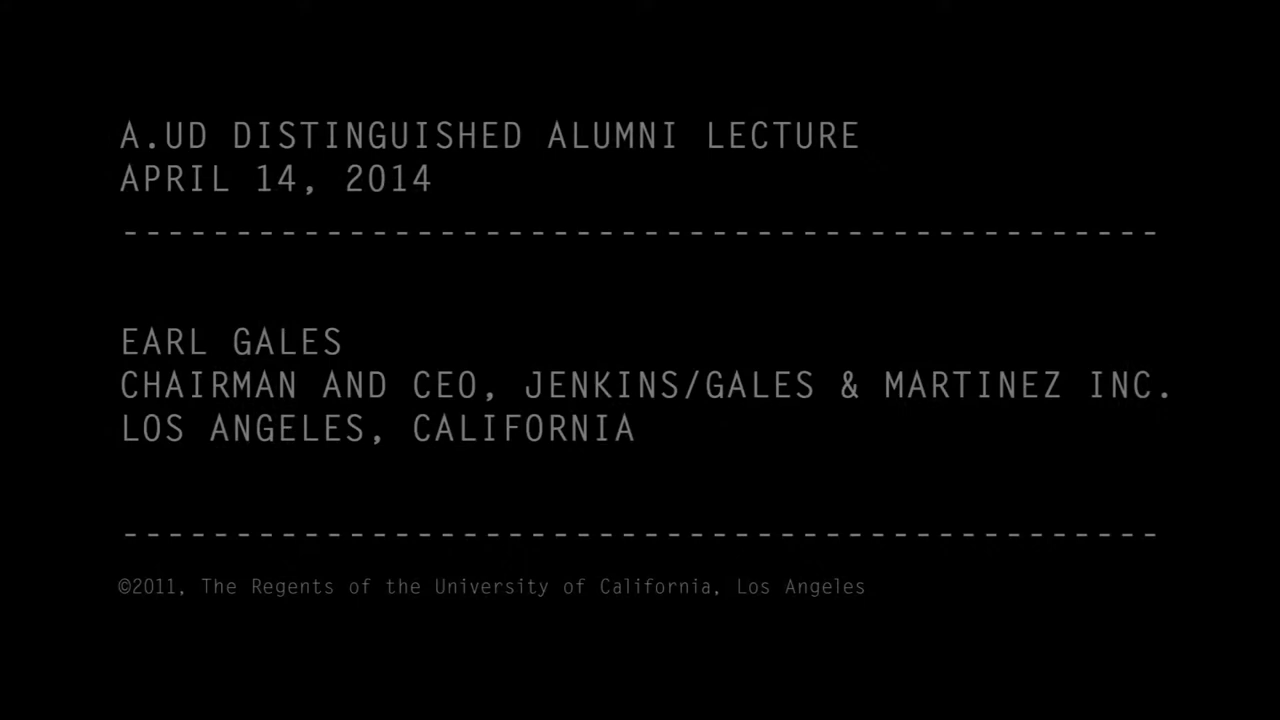 A.UD DISTINGUISHED ALUMNI LECTURE
APRIL 14, 2014
-----------------------------------------------
EARL GALES
CHAIRMAN AND CEO, JENKINS/GALES & MARTINEZ INC.
LOS ANGELES, CALIFORNIA
-----------------------------------------------
©2011, The Regents of the University of California, Los Angeles